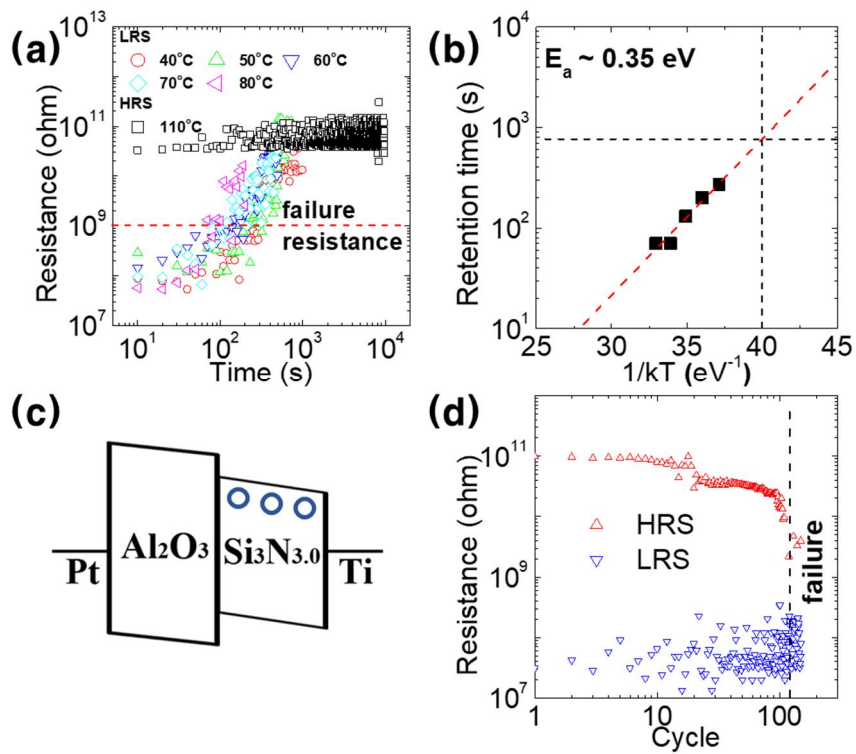 (a)
10¹³
10¹¹
10⁹
10⁷
Resistance (ohm)
LRS
40°C 50°C 60°C
70°C 80°C
HRS
110°C
failure
resistance
10¹ 10² 10³ 10⁴
Time (s)
(b)
10⁵
10⁴
10³
10²
10¹
Retention time (s)
Eₐ ~ 0.35 eV
25 30 35 40 45
1/kT (eV⁻¹)
(c)
Pt
Al₂O₃
Si₃N₃.₀
Ti
(d)
10¹¹
10⁹
10⁷
Resistance (ohm)
HRS
LRS
failure
1 10 100
Cycle